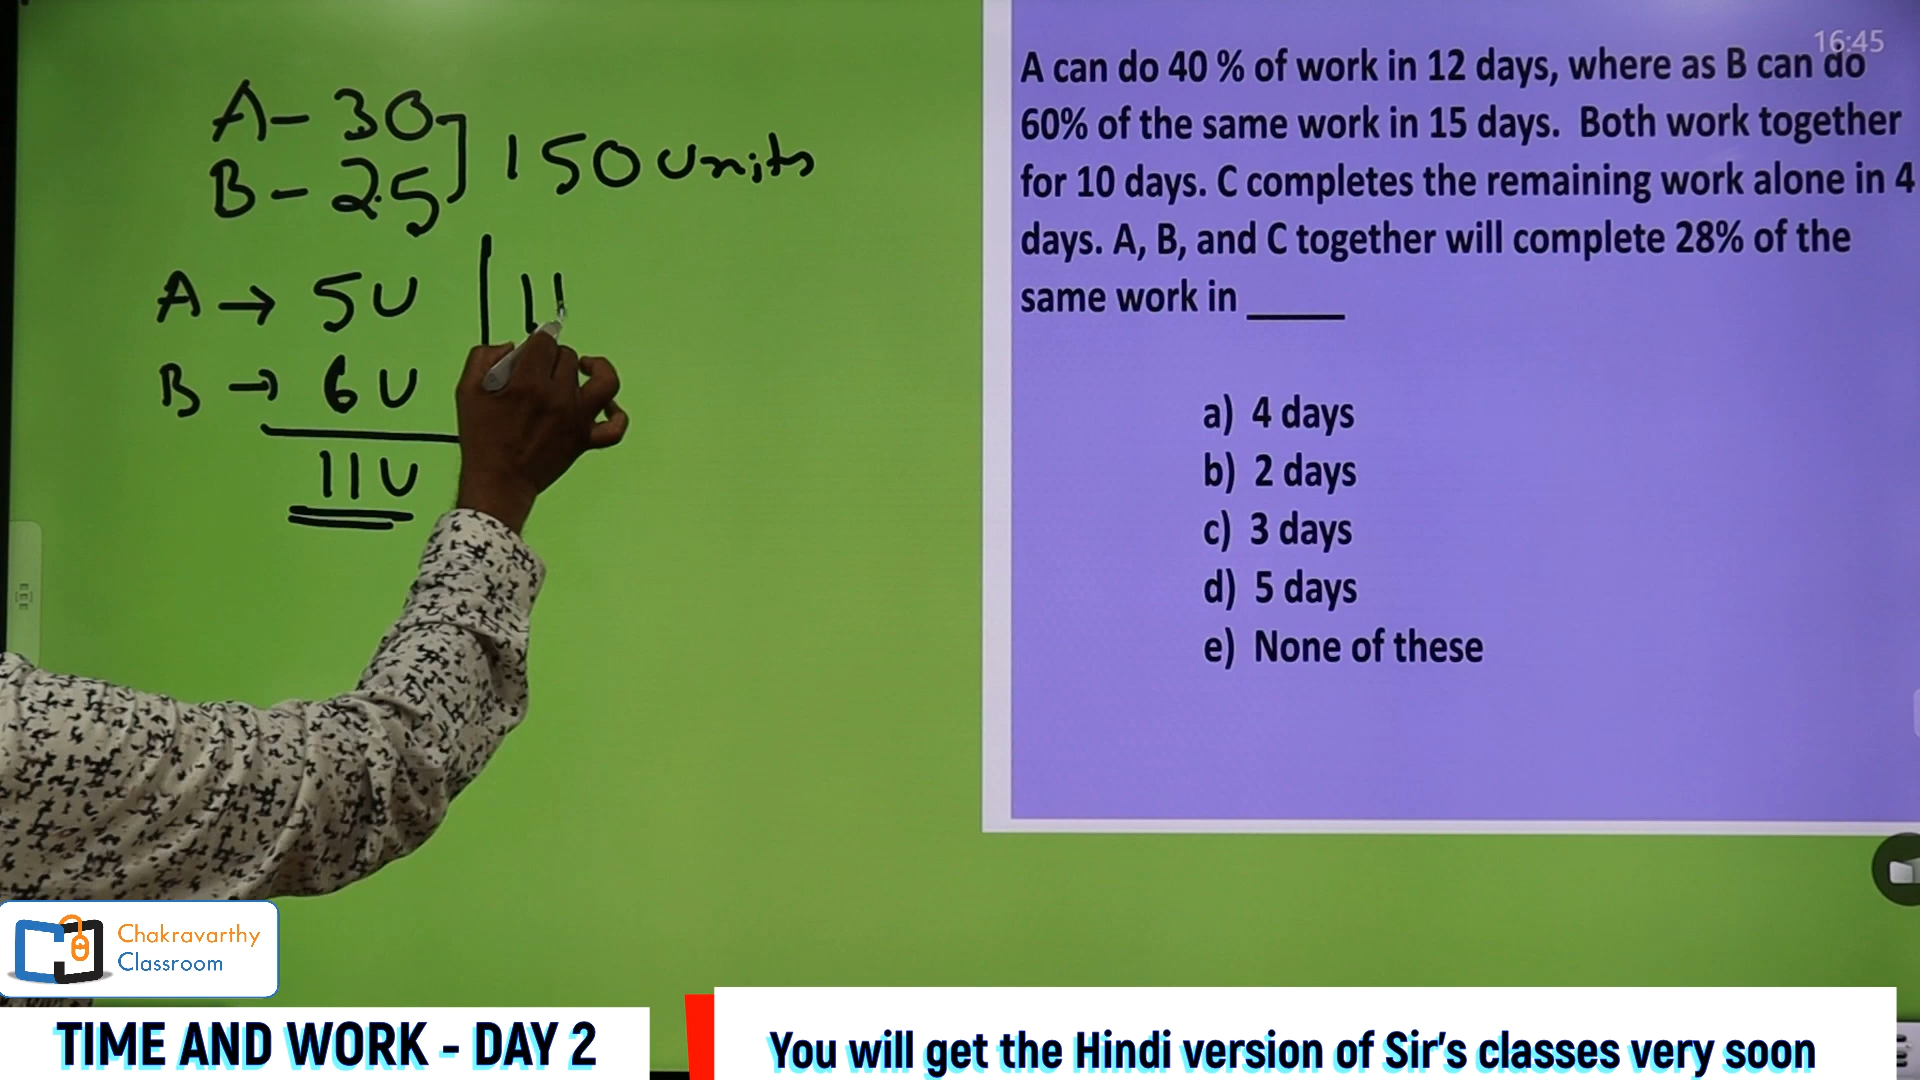 A - 30
B - 25
150 Units
A → 5U
11
B → 6U
11U
16:45
A can do 40 % of work in 12 days, where as B can do
60% of the same work in 15 days. Both work together
for 10 days. C completes the remaining work alone in 4
days. A, B, and C together will complete 28% of the
same work in _____
a) 4 days
b) 2 days
c) 3 days
d) 5 days
e) None of these
Chakravarthy
Classroom
TIME AND WORK - DAY 2
You will get the Hindi version of Sir's classes very soon